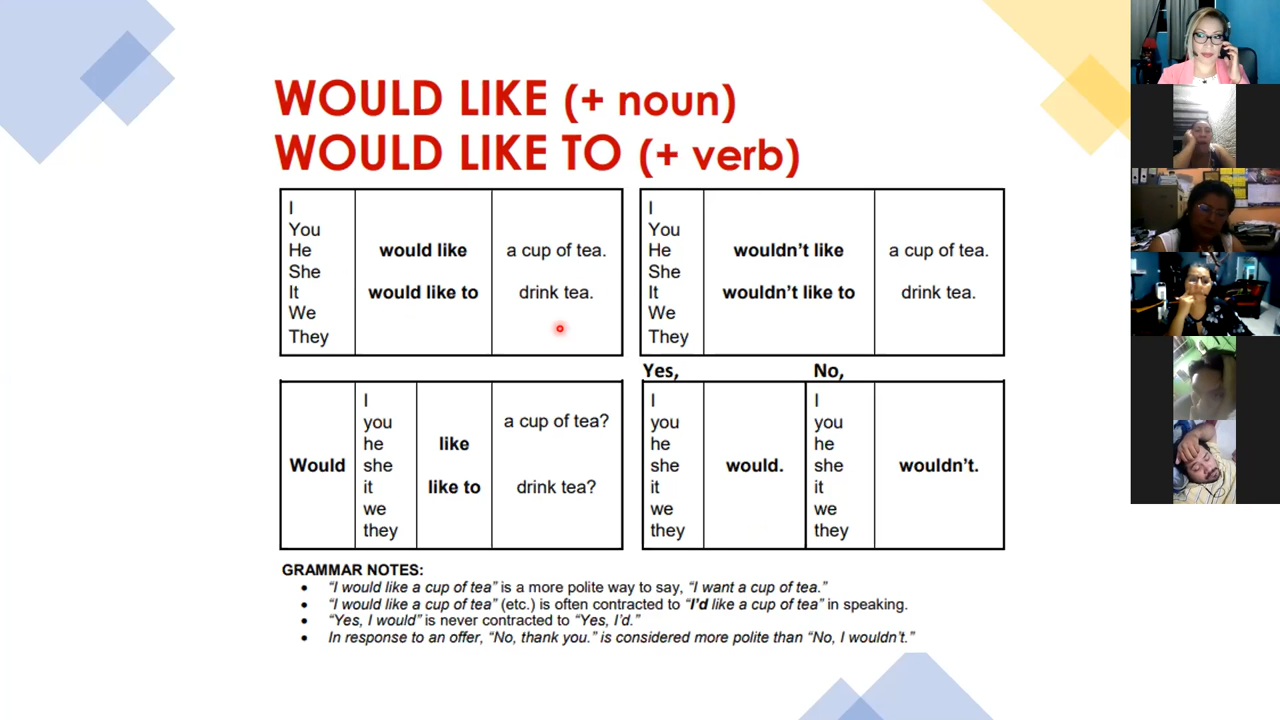 WOULD LIKE (+ noun)
WOULD LIKE TO (+ verb)
I
You
He
She
It
We
They
would like
would like to
a cup of tea.
drink tea.
I
You
He
She
It
We
They
wouldn't like
wouldn't like to
a cup of tea.
drink tea.
Would
I
you
he
she
it
we
they
like
like to
a cup of tea?
drink tea?
Yes,
I
you
he
she
it
we
they
would.
No,
I
you
he
she
it
we
they
wouldn't.
GRAMMAR NOTES:
• "I would like a cup of tea" is a more polite way to say, "I want a cup of tea."
• "I would like a cup of tea" (etc.) is often contracted to "I'd like a cup of tea" in speaking.
• "Yes, I would" is never contracted to "Yes, I'd."
• In response to an offer, "No, thank you." is considered more polite than "No, I wouldn't."